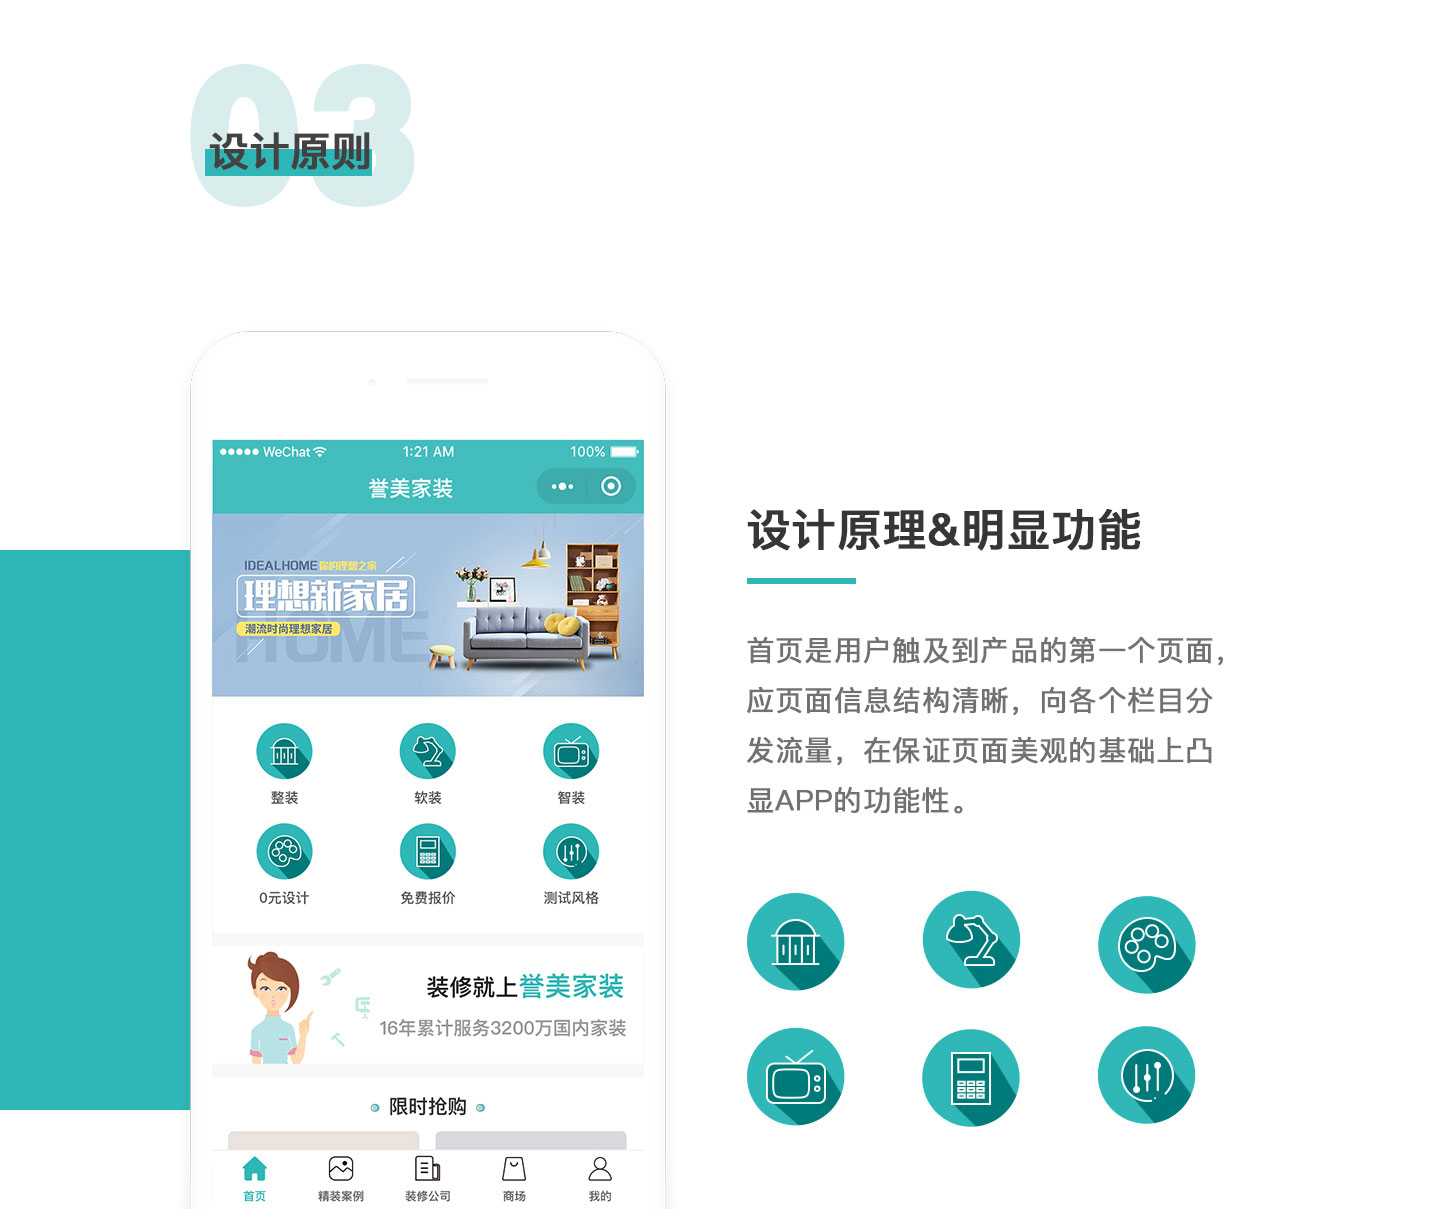 03
设计原则
WeChat
1:21 AM
100%
誉美家装
IDEALHOME 你的理想之家
理想新家居
HOME
潮流时尚理想家居
整装
软装
智装
0元设计
免费报价
测试风格
装修就上誉美家装
16年累计服务3200万国内家装
限时抢购
首页
精装案例
装修公司
商场
我的
设计原理&明显功能
首页是用户触及到产品的第一个页面，
应页面信息结构清晰，向各个栏目分
发流量，在保证页面美观的基础上凸
显APP的功能性。